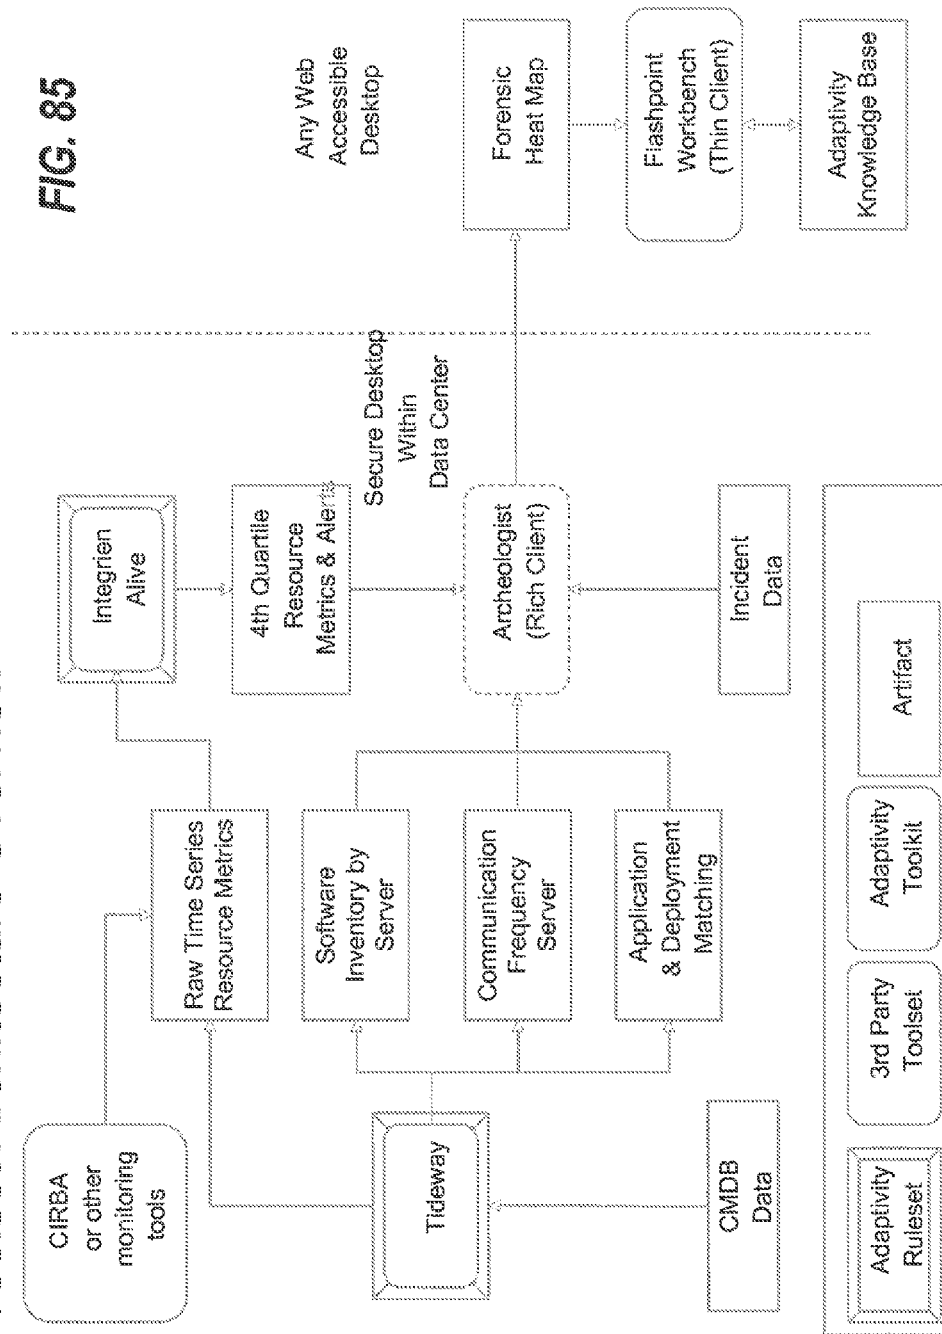 FIG. 85
CIRBA
or other
monitoring
tools
Raw Time Series
Resource Metrics
Integrien
Alive
4th Quartile
Resource
Metrics & Alerts
Tideway
Software
Inventory by
Server
Communication
Frequency
Server
Application
& Deployment
Matching
CMDB
Data
Archeologist
(Rich Client)
Incident
Data
Secure Desktop
Within
Data Center
Any Web
Accessible
Desktop
Forensic
Heat Map
Flashpoint
Workbench
(Thin Client)
Adaptivity
Knowledge Base
Adaptivity
Ruleset
3rd Party
Toolset
Adaptivity
Toolkit
Artifact